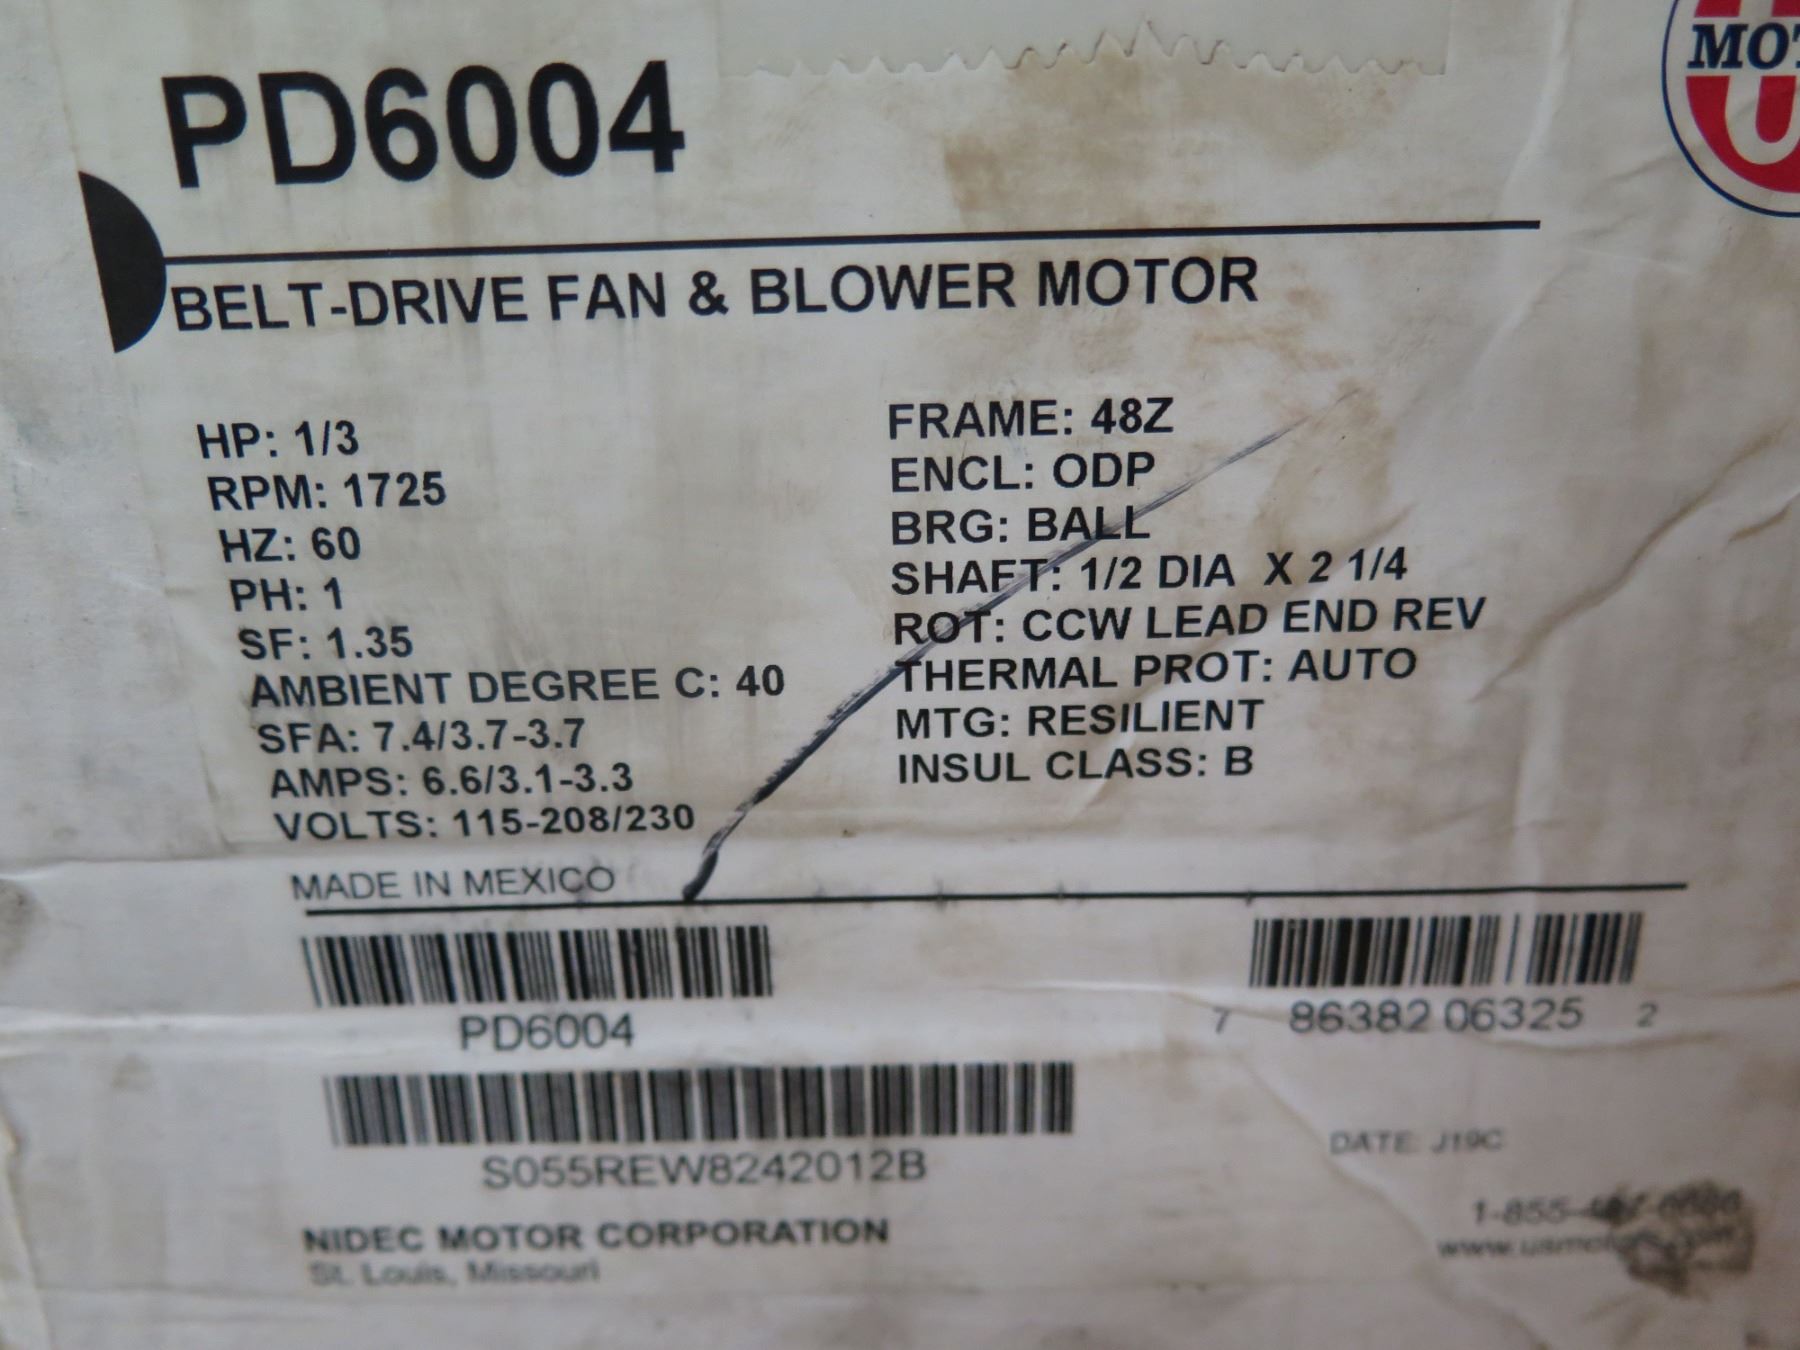 PD6004
BELT-DRIVE FAN & BLOWER MOTOR
HP: 1/3
RPM: 1725
HZ: 60
PH: 1
SF: 1.35
AMBIENT DEGREE C: 40
SFA: 7.4/3.7-3.7
AMPS: 6.6/3.1-3.3
VOLTS: 115-208/230
FRAME: 48Z
ENCL: ODP
BRG: BALL
SHAFT: 1/2 DIA X 2 1/4
ROT: CCW LEAD END REV
THERMAL PROT: AUTO
MTG: RESILIENT
INSUL CLASS: B
MADE IN MEXICO
PD6004
7 86382 06325 2
S055REW8242012B
DATE: J19C
NIDEC MOTOR CORPORATION
St. Louis, Missouri
1-855-